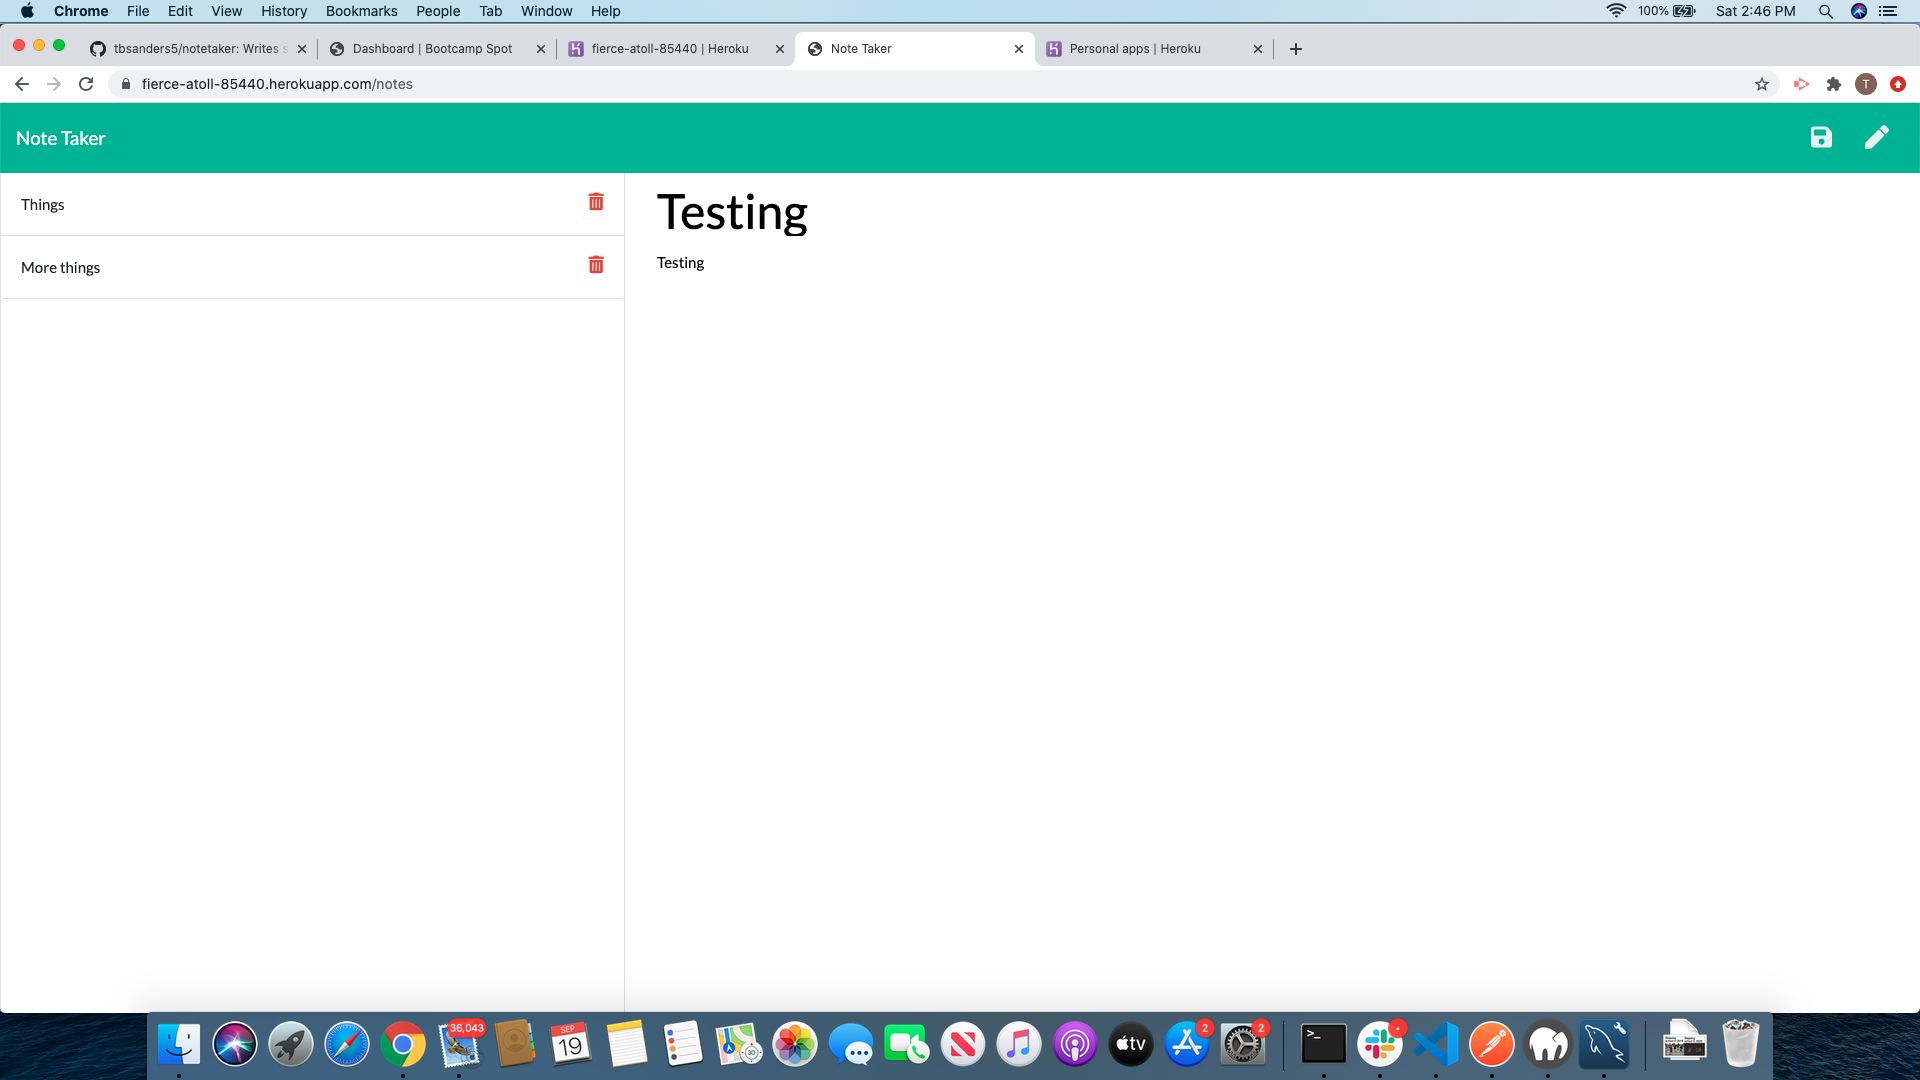 Chrome File Edit View History Bookmarks People Tab Window Help 100% Sat 2:46 PM
tbsanders5/notetaker: Writes s Dashboard | Bootcamp Spot fierce-atoll-85440 | Heroku Note Taker Personal apps | Heroku
fierce-atoll-85440.herokuapp.com/notes T
Note Taker
Things
More things
Testing
Testing
36,043 SEP 19 3D tv 2 2 >_